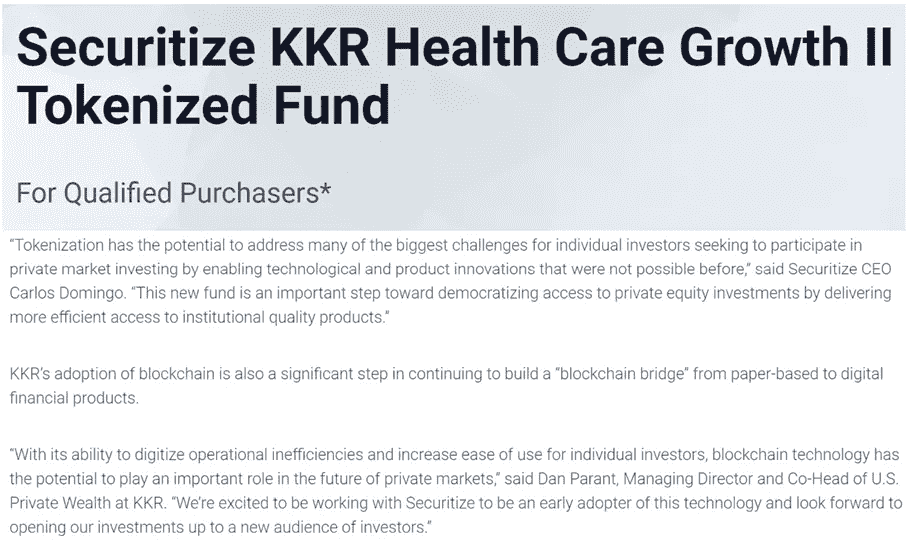 Securitize KKR Health Care Growth II
Tokenized Fund
For Qualified Purchasers*
“Tokenization has the potential to address many of the biggest challenges for individual investors seeking to participate in
private market investing by enabling technological and product innovations that were not possible before,” said Securitize CEO
Carlos Domingo. “This new fund is an important step toward democratizing access to private equity investments by delivering
more efficient access to institutional quality products.”
KKR’s adoption of blockchain is also a significant step in continuing to build a “blockchain bridge” from paper-based to digital
financial products.
“With its ability to digitize operational inefficiencies and increase ease of use for individual investors, blockchain technology has
the potential to play an important role in the future of private markets,” said Dan Parant, Managing Director and Co-Head of U.S.
Private Wealth at KKR. “We’re excited to be working with Securitize to be an early adopter of this technology and look forward to
opening our investments up to a new audience of investors.”